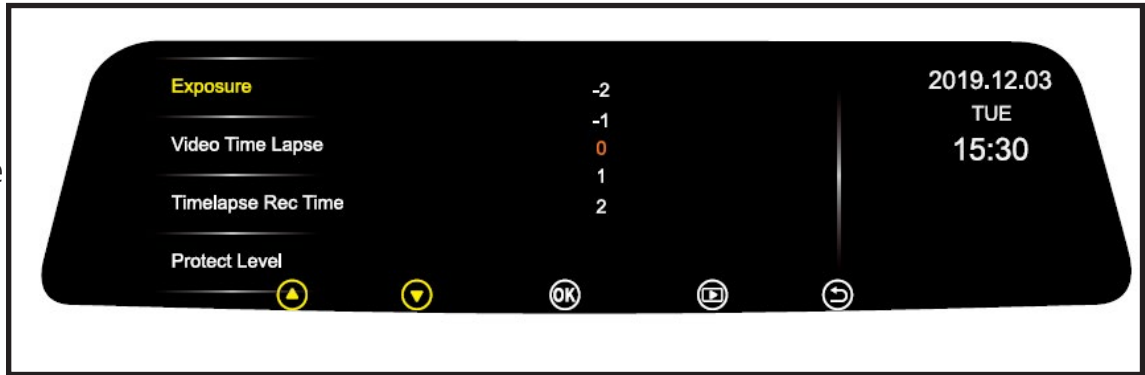 Exposure
Video Time Lapse
Timelapse Rec Time
Protect Level
-2
-1
0
1
2
2019.12.03
TUE
15:30
OK
e